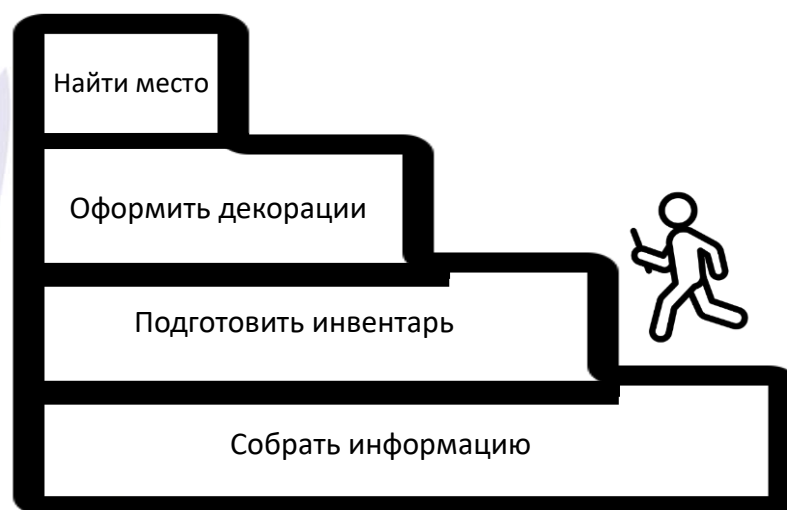 Найти место
Оформить декорации
Подготовить инвентарь
Собрать информацию